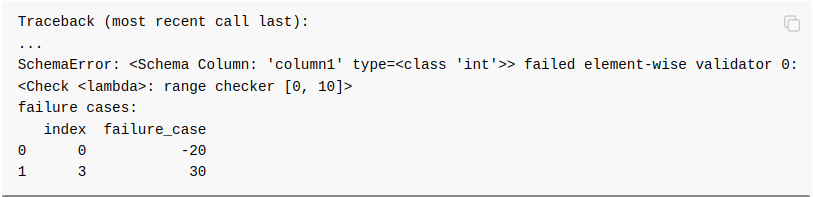 Traceback (most recent call last):
...
SchemaError: <Schema Column: 'column1' type=<class 'int'>> failed element-wise validator 0:
<Check <lambda>: range checker [0, 10]>
failure cases:
   index  failure_case
0      0           -20
1      3            30